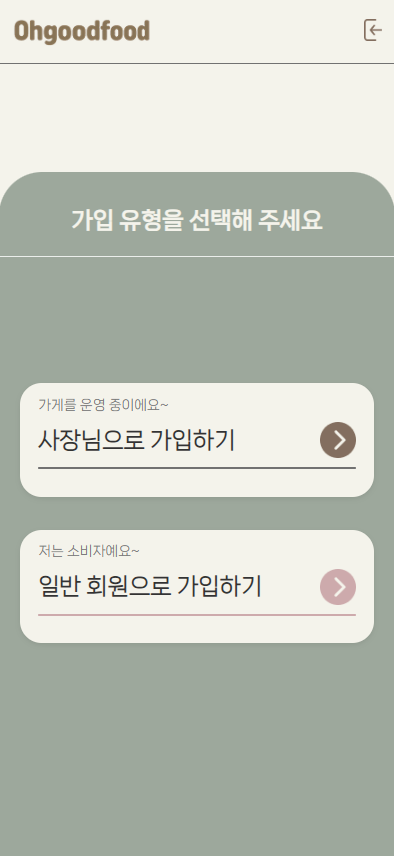 Ohgoodfood
가입 유형을 선택해 주세요
가게를 운영 중이에요~
사장님으로 가입하기
저는 소비자예요~
일반 회원으로 가입하기